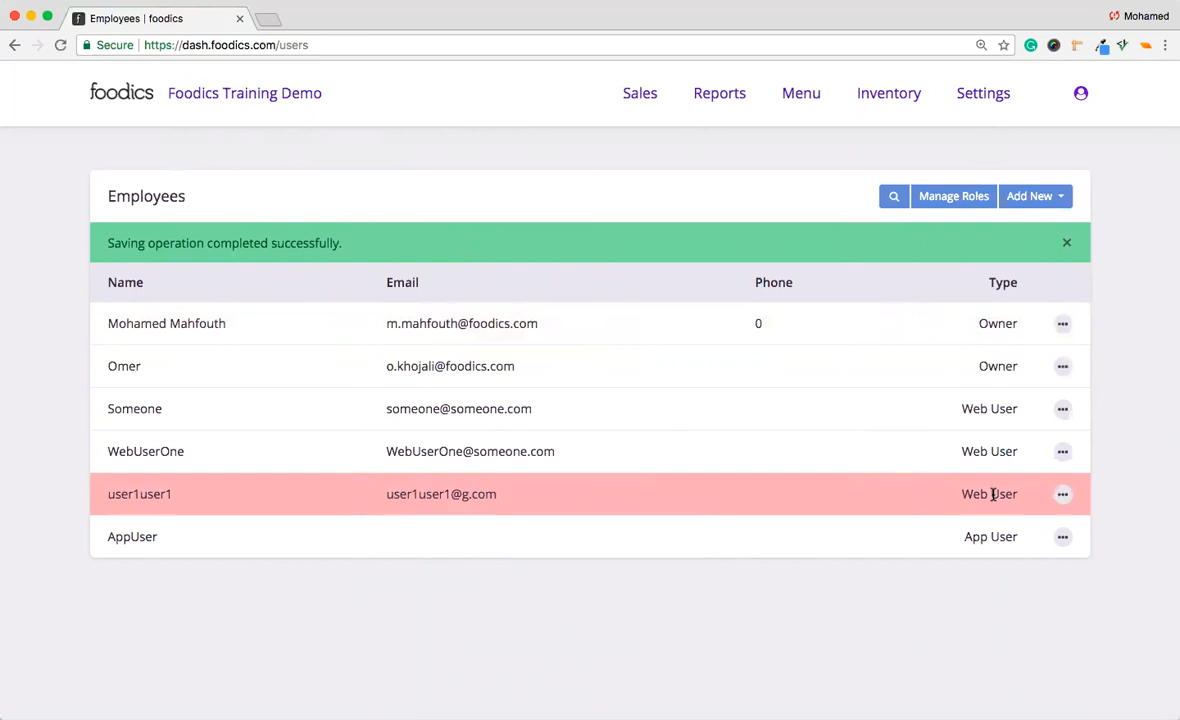 Employees | foodics
Mohamed
Secure https://dash.foodics.com/users
foodics Foodics Training Demo Sales Reports Menu Inventory Settings
Employees Manage Roles Add New
Saving operation completed successfully.
Name Email Phone Type
Mohamed Mahfouth m.mahfouth@foodics.com 0 Owner
Omer o.khojali@foodics.com Owner
Someone someone@someone.com Web User
WebUserOne WebUserOne@someone.com Web User
user1user1 user1user1@g.com Web User
AppUser App User